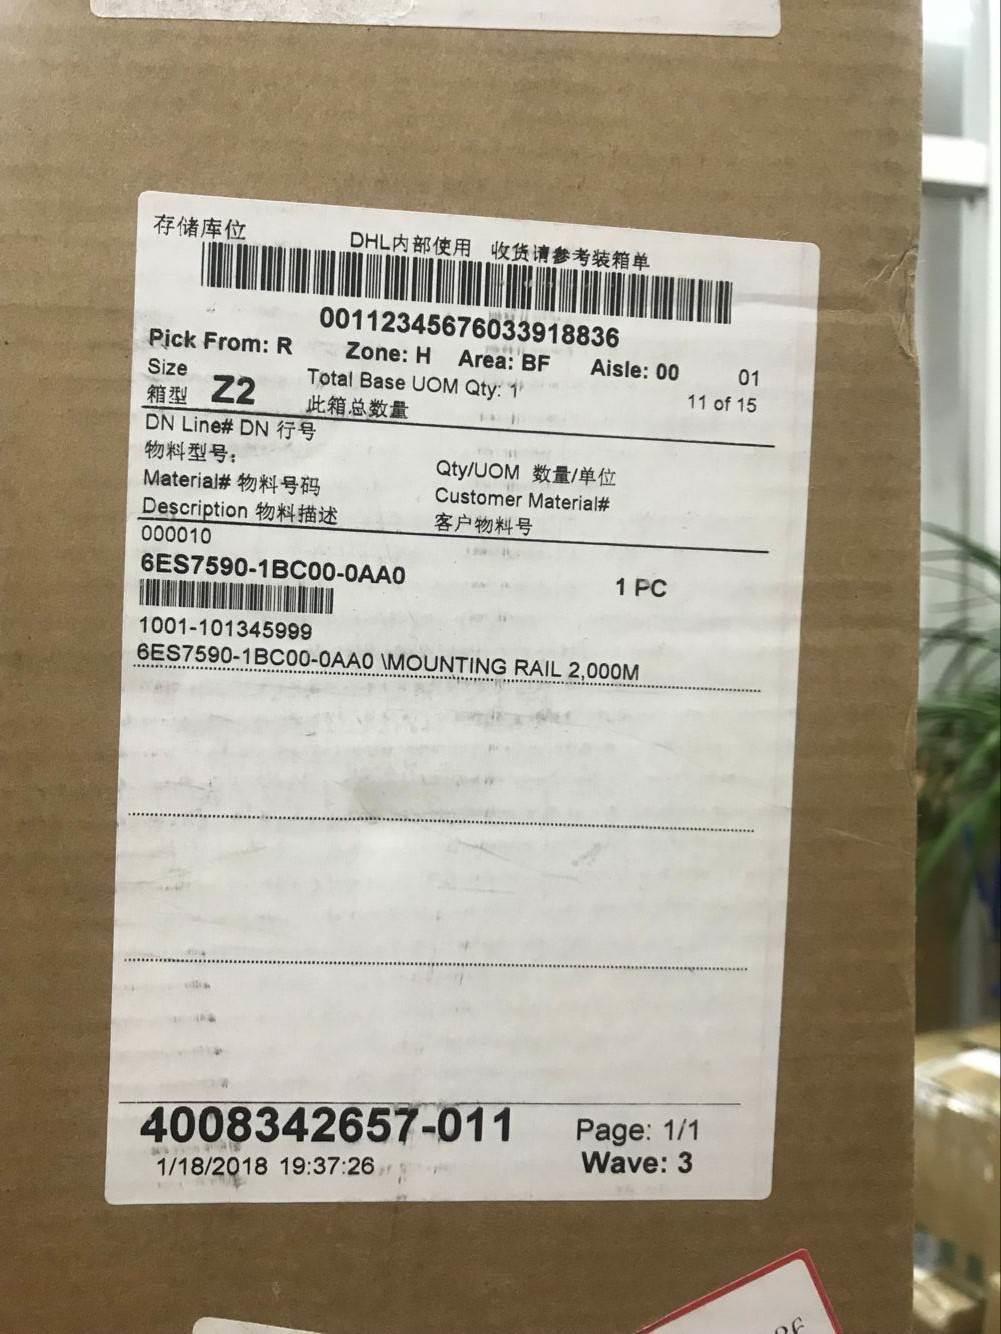 存储库位
DHL内部使用 收货请参考装箱单
00112345676033918836
Pick From: R Zone: H Area: BF Aisle: 00 01
Size
箱型 Z2 Total Base UOM Qty: 1 11 of 15
此箱总数量
DN Line# DN 行号
物料型号:
Qty/UOM 数量/单位
Material# 物料号码
Customer Material#
Description 物料描述
客户物料号
000010
6ES7590-1BC00-0AA0 1 PC
1001-101345999
6ES7590-1BC00-0AA0 \MOUNTING RAIL 2,000M
4008342657-011 Page: 1/1
1/18/2018 19:37:26 Wave: 3